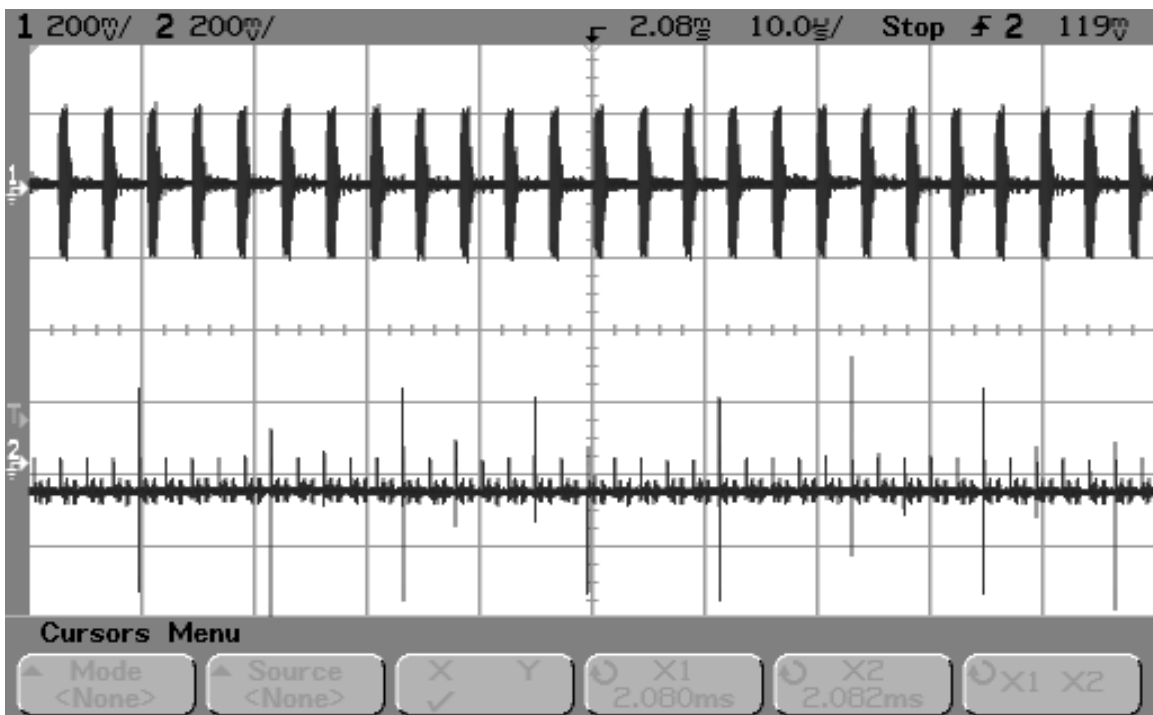 1 200mV/ 2 200mV/ 2.08ms 10.0µs/ Stop 2 119mV
1
T
2
Cursors Menu
Mode Source X Y X1 X2 X1 X2
<None> <None> ✓ 2.080ms 2.082ms